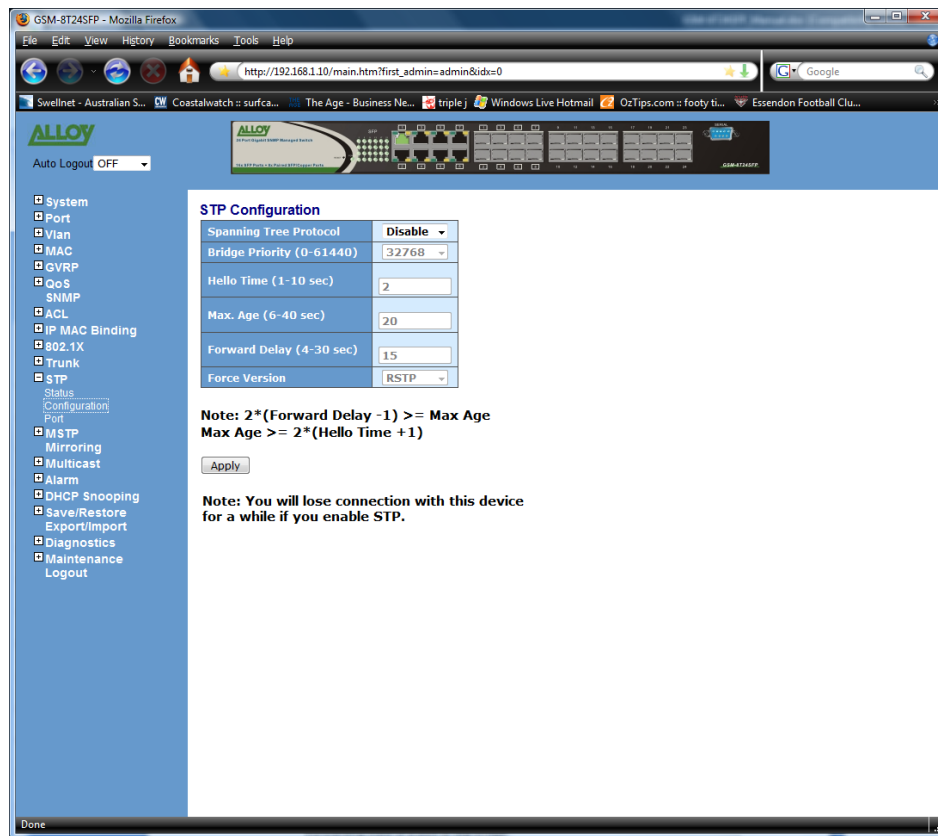 GSM-8T24SFP - Mozilla Firefox
File Edit View History Bookmarks Tools Help
http://192.168.1.10/main.htm?first_admin=admin&idx=0
Google
Swellnet - Australian S... CW Coastalwatch :: surfca... The Age - Business Ne... triple j Windows Live Hotmail OzTips.com :: footy ti... Essendon Football Clu...
ALLOY
Auto Logout OFF
ALLOY
SFP
SERIAL
GSM-8T24SFP
System
Port
Vlan
MAC
GVRP
QoS
SNMP
ACL
IP MAC Binding
802.1X
Trunk
STP
Status
Configuration
Port
MSTP
Mirroring
Multicast
Alarm
DHCP Snooping
Save/Restore
Export/Import
Diagnostics
Maintenance
Logout
STP Configuration
Spanning Tree Protocol Disable
Bridge Priority (0-61440) 32768
Hello Time (1-10 sec) 2
Max. Age (6-40 sec) 20
Forward Delay (4-30 sec) 15
Force Version RSTP
Note: 2*(Forward Delay -1) >= Max Age
Max Age >= 2*(Hello Time +1)
Apply
Note: You will lose connection with this device
for a while if you enable STP.
Done